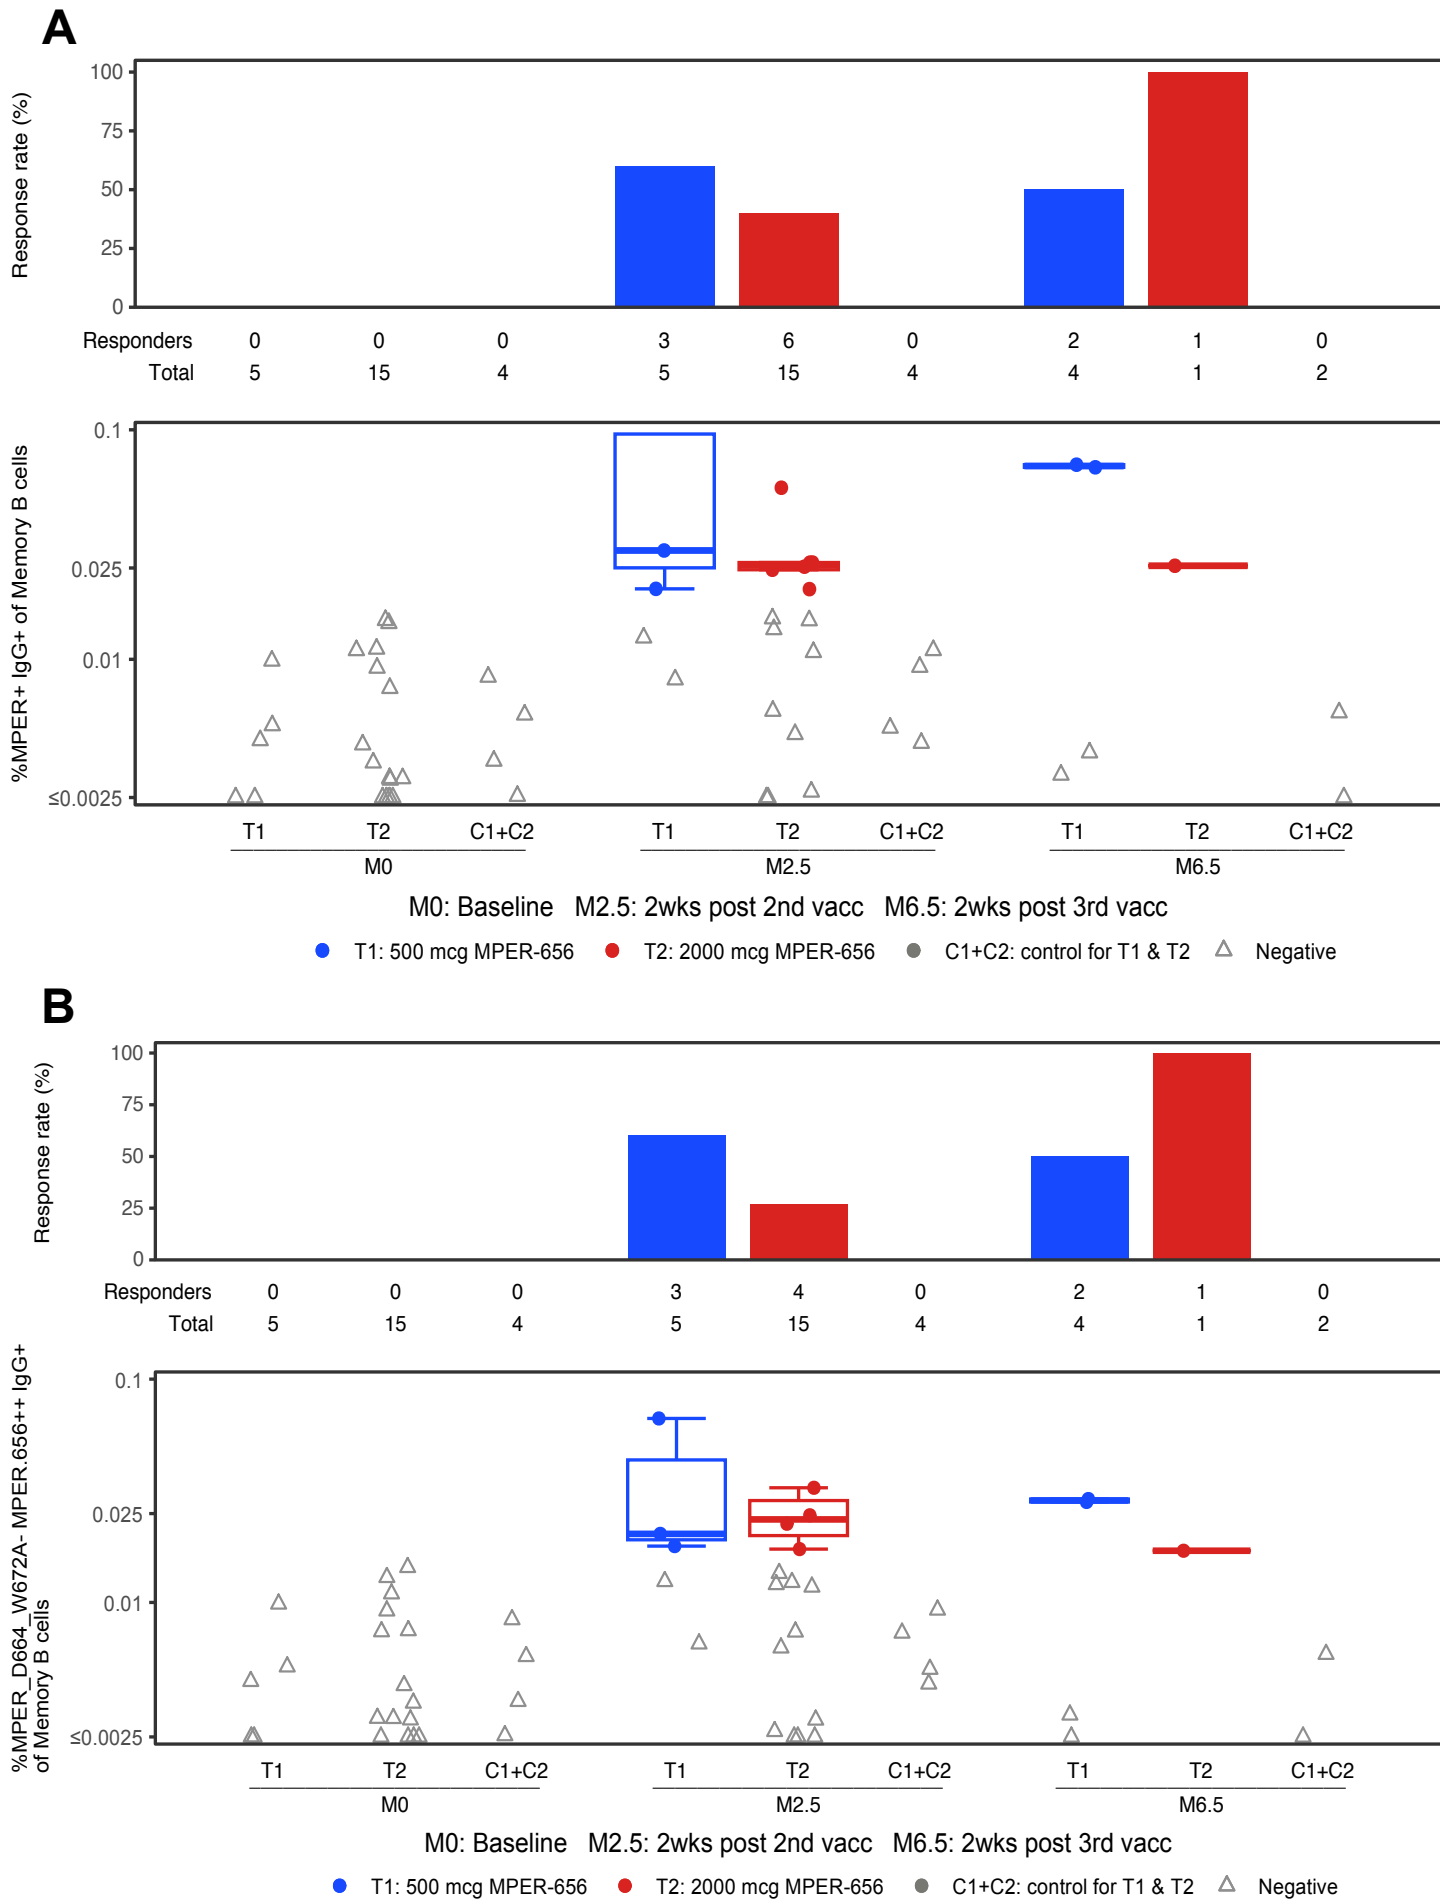 A
Response rate (%)
100
75
50
25
0
Responders 0 0 0 3 6 0 2 1 0
Total 5 15 4 5 15 4 4 1 2
%MPER+ IgG+ of Memory B cells
0.1
0.025
0.01
≤0.0025
T1 T2 C1+C2 T1 T2 C1+C2 T1 T2 C1+C2
M0 M2.5 M6.5
M0: Baseline M2.5: 2wks post 2nd vacc M6.5: 2wks post 3rd vacc
T1: 500 mcg MPER-656 T2: 2000 mcg MPER-656 C1+C2: control for T1 & T2 Negative
B
Response rate (%)
100
75
50
25
0
Responders 0 0 0 3 4 0 2 1 0
Total 5 15 4 5 15 4 4 1 2
%MPER_D664_W672A- MPER.656++ IgG+
of Memory B cells
0.1
0.025
0.01
≤0.0025
T1 T2 C1+C2 T1 T2 C1+C2 T1 T2 C1+C2
M0 M2.5 M6.5
M0: Baseline M2.5: 2wks post 2nd vacc M6.5: 2wks post 3rd vacc
T1: 500 mcg MPER-656 T2: 2000 mcg MPER-656 C1+C2: control for T1 & T2 Negative